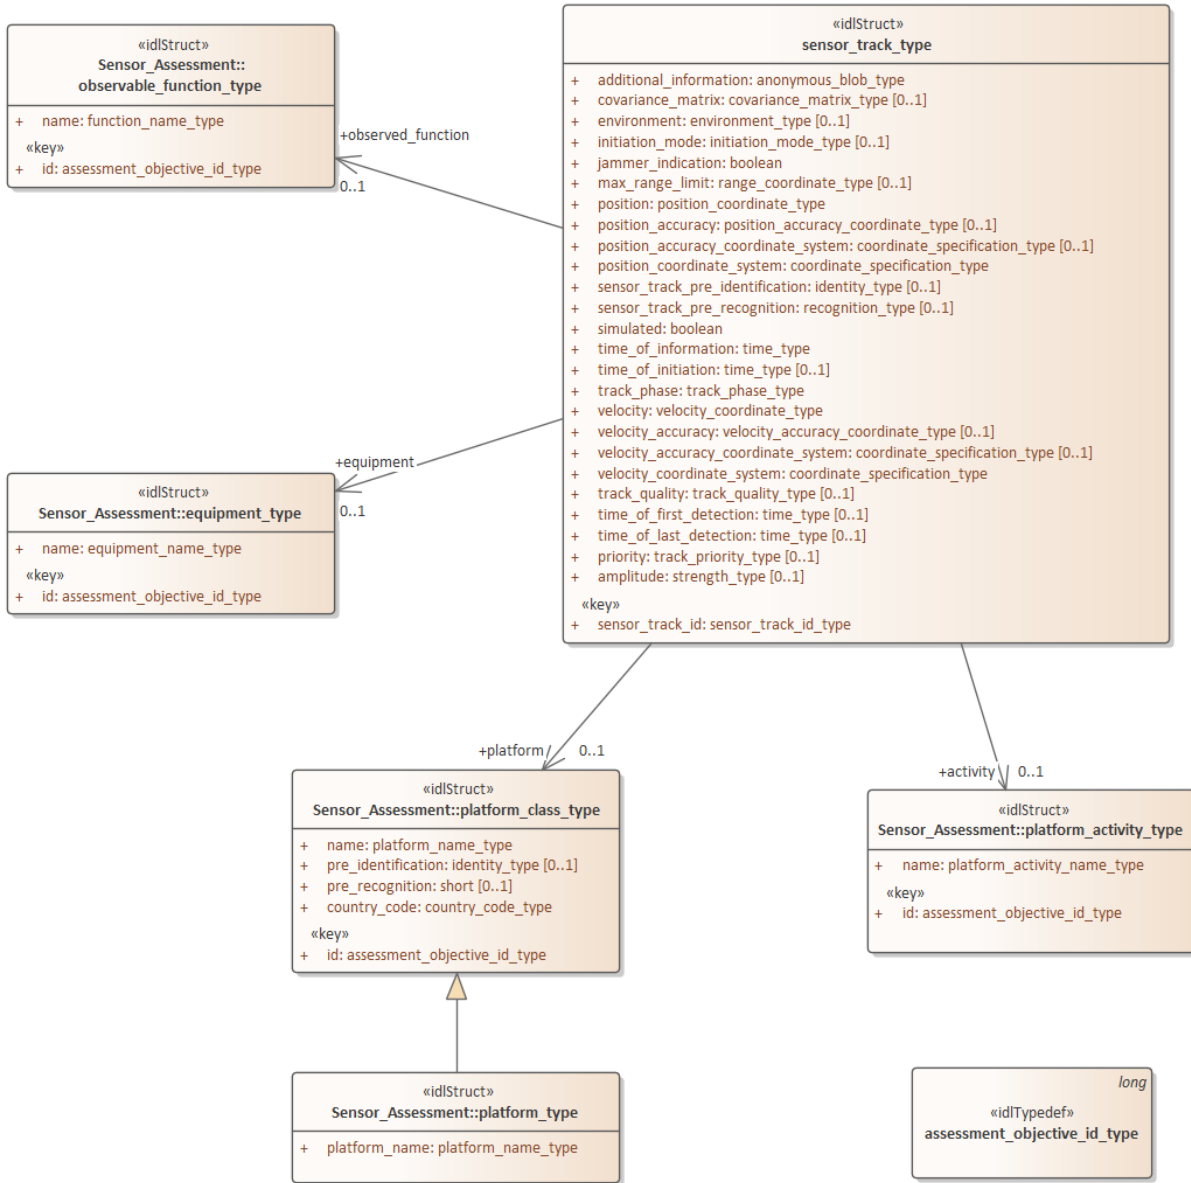 «idlStruct»
Sensor_Assessment::
observable_function_type
+ name: function_name_type
«key»
+ id: assessment_objective_id_type
«idlStruct»
sensor_track_type
+ additional_information: anonymous_blob_type
+ covariance_matrix: covariance_matrix_type [0..1]
+ environment: environment_type [0..1]
+ initiation_mode: initiation_mode_type [0..1]
+ jammer_indication: boolean
+ max_range_limit: range_coordinate_type [0..1]
+ position: position_coordinate_type
+ position_accuracy: position_accuracy_coordinate_type [0..1]
+ position_accuracy_coordinate_system: coordinate_specification_type [0..1]
+ position_coordinate_system: coordinate_specification_type
+ sensor_track_pre_identification: identity_type [0..1]
+ sensor_track_pre_recognition: recognition_type [0..1]
+ simulated: boolean
+ time_of_information: time_type
+ time_of_initiation: time_type [0..1]
+ track_phase: track_phase_type
+ velocity: velocity_coordinate_type
+ velocity_accuracy: velocity_accuracy_coordinate_type [0..1]
+ velocity_accuracy_coordinate_system: coordinate_specification_type [0..1]
+ velocity_coordinate_system: coordinate_specification_type
+ track_quality: track_quality_type [0..1]
+ time_of_first_detection: time_type [0..1]
+ time_of_last_detection: time_type [0..1]
+ priority: track_priority_type [0..1]
+ amplitude: strength_type [0..1]
«key»
+ sensor_track_id: sensor_track_id_type
+observed_function
0..1
+equipment
0..1
«idlStruct»
Sensor_Assessment::equipment_type
+ name: equipment_name_type
«key»
+ id: assessment_objective_id_type
+platform 0..1
+activity 0..1
«idlStruct»
Sensor_Assessment::platform_class_type
+ name: platform_name_type
+ pre_identification: identity_type [0..1]
+ pre_recognition: short [0..1]
+ country_code: country_code_type
«key»
+ id: assessment_objective_id_type
«idlStruct»
Sensor_Assessment::platform_activity_type
+ name: platform_activity_name_type
«key»
+ id: assessment_objective_id_type
«idlStruct»
Sensor_Assessment::platform_type
+ platform_name: platform_name_type
long
«idlTypedef»
assessment_objective_id_type